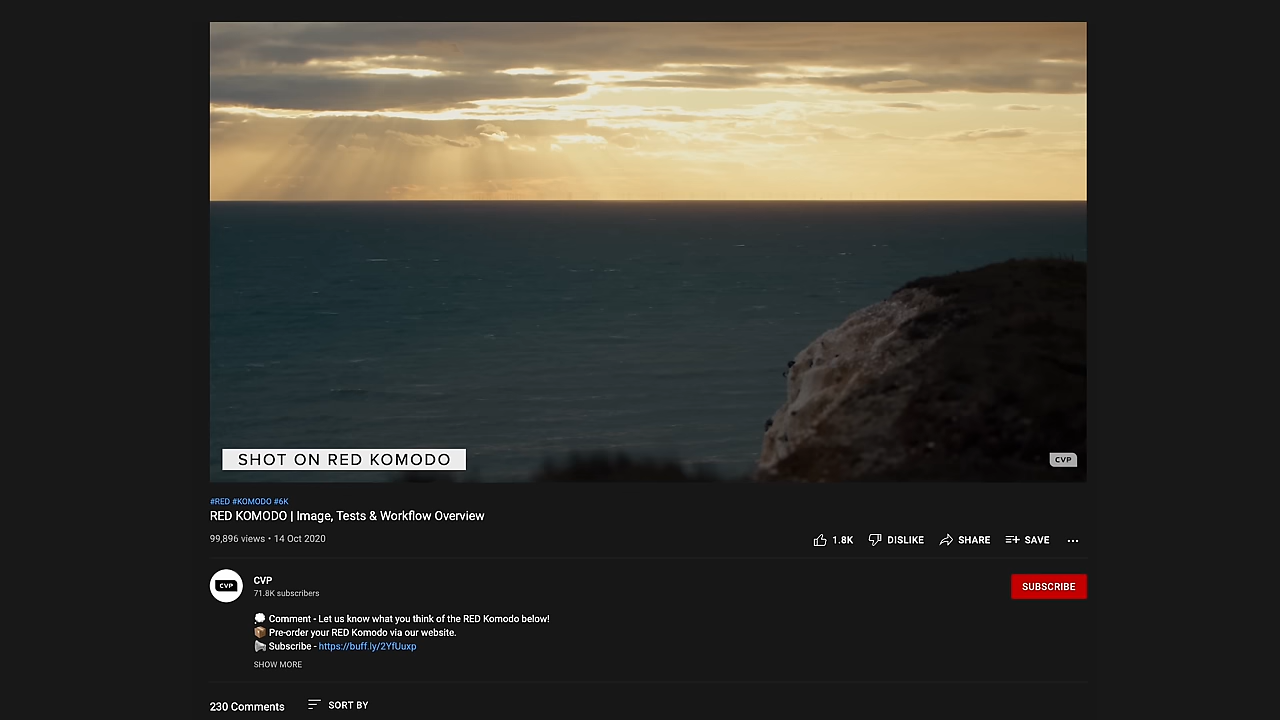 SHOT ON RED KOMODO
CVP
#RED #KOMODO #6K
RED KOMODO | Image, Tests & Workflow Overview
99,896 views • 14 Oct 2020
1.8K DISLIKE SHARE SAVE ...
CVP
CVP
71.8K subscribers
SUBSCRIBE
Comment - Let us know what you think of the RED Komodo below!
Pre-order your RED Komodo via our website.
Subscribe - https://buff.ly/2YfUuxp
SHOW MORE
230 Comments SORT BY